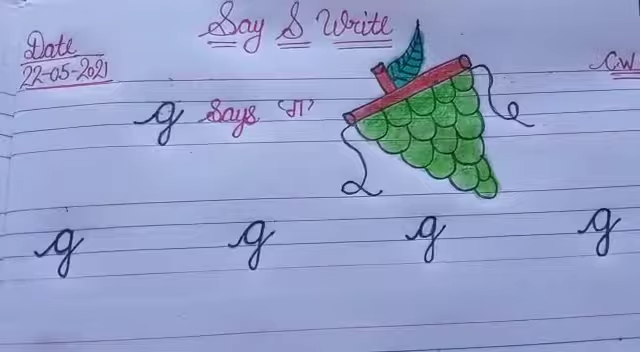 Say & Write
Date
22-05-2021
C.W
g Says 'ग'
g g g g